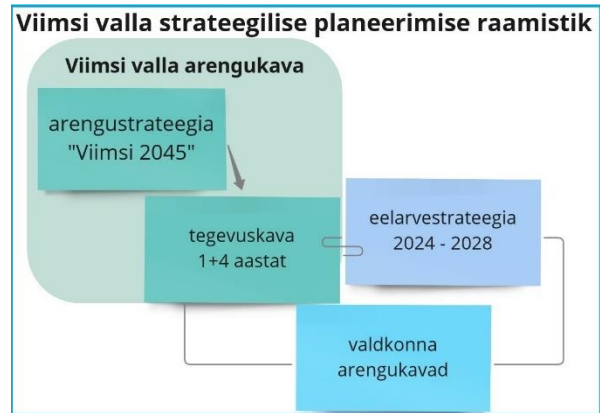 Viimsi valla strateegilise planeerimise raamistik
Viimsi valla arengukava
arengustrateegia
"Viimsi 2045"
tegevuskava
1+4 aastat
eelarvestrateegia
2024 - 2028
valdkonna
arengukavad